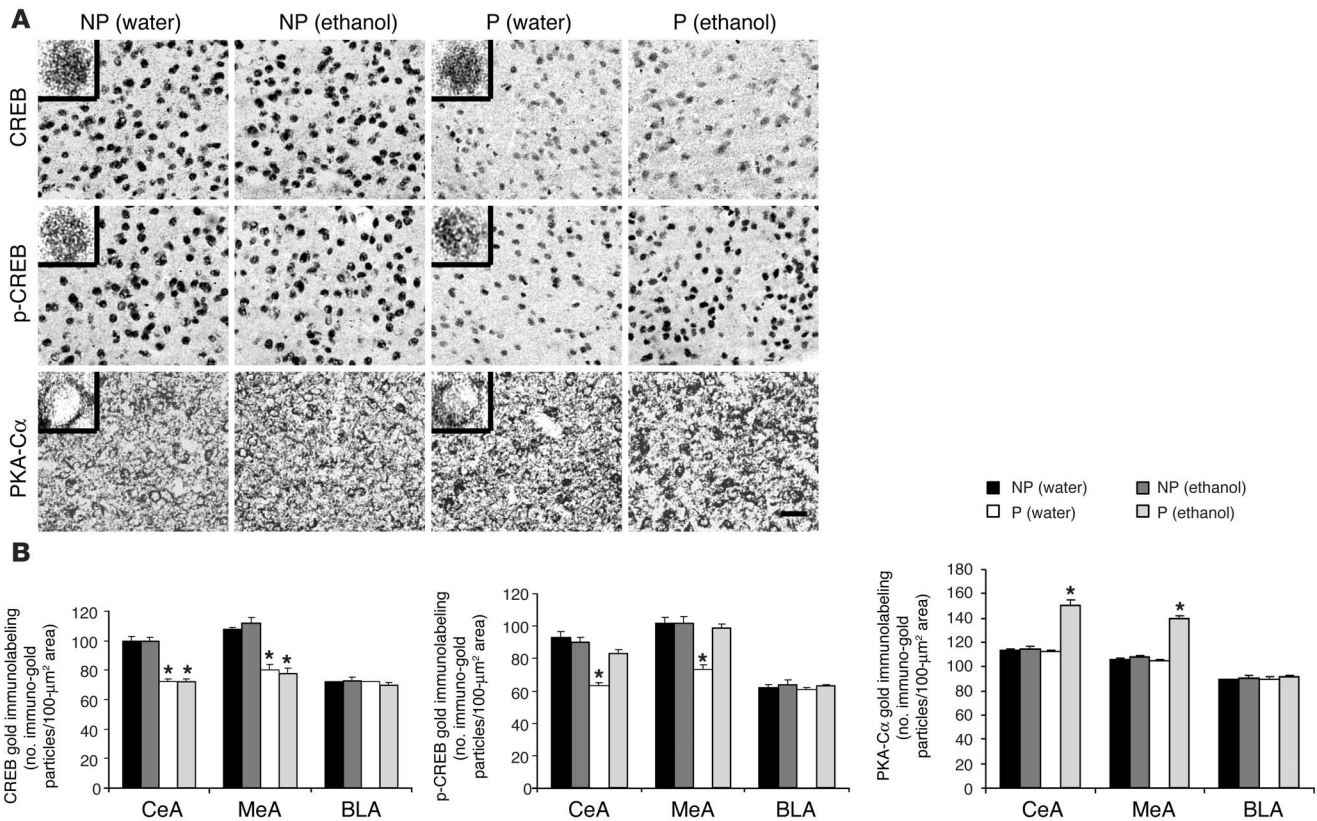 A
NP (water) NP (ethanol) P (water) P (ethanol)
CREB
p-CREB
PKA-Cα
NP (water) NP (ethanol)
P (water) P (ethanol)
B
CREB gold immunolabeling
(no. immuno-gold
particles/100-μm² area)
120
100
80
60
40
20
0
* * * *
CeA MeA BLA
p-CREB gold immunolabeling
(no. immuno-gold
particles/100-μm² area)
120
100
80
60
40
20
0
* *
CeA MeA BLA
PKA-Cα gold immunolabeling
(no. immuno-gold
particles/100-μm² area)
180
160
140
120
100
80
60
40
20
0
* *
CeA MeA BLA